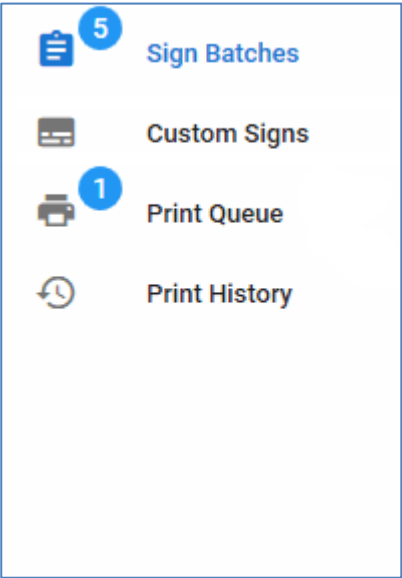 5
Sign Batches
Custom Signs
1
Print Queue
Print History